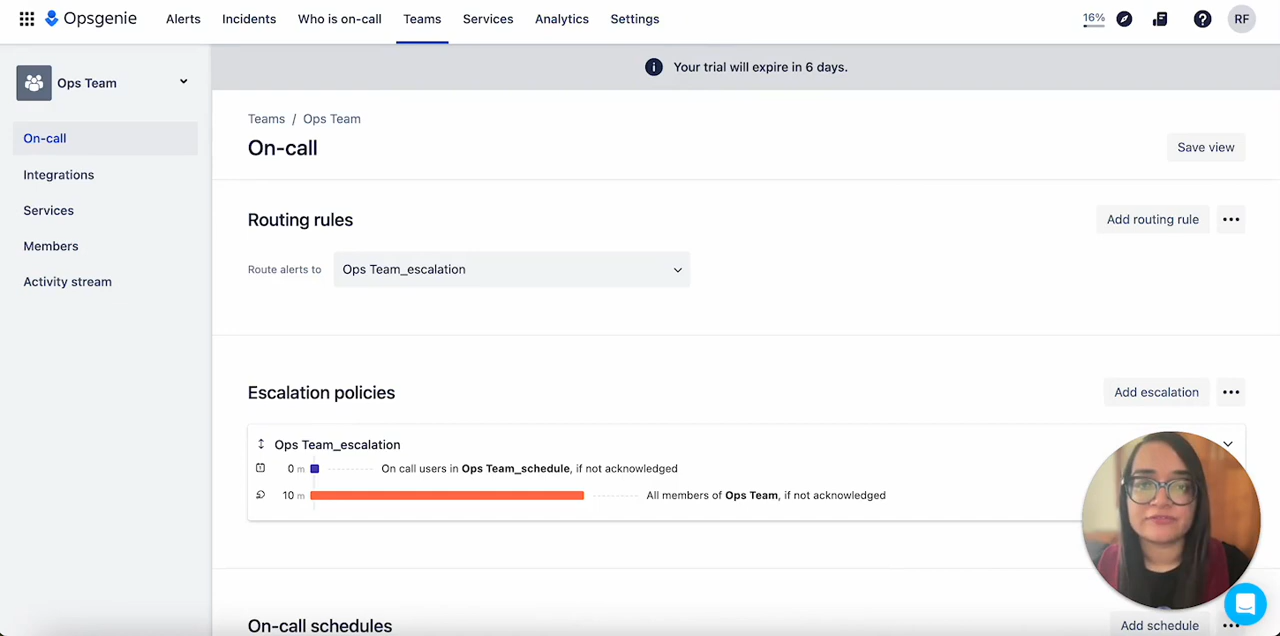 Opsgenie Alerts Incidents Who is on-call Teams Services Analytics Settings 16% RF
Your trial will expire in 6 days.
Ops Team
On-call
Integrations
Services
Members
Activity stream
Teams / Ops Team
On-call
Save view
Routing rules
Add routing rule
Route alerts to Ops Team_escalation
Escalation policies
Add escalation
Ops Team_escalation
0 m On call users in Ops Team_schedule, if not acknowledged
10 m All members of Ops Team, if not acknowledged
On-call schedules
Add schedule